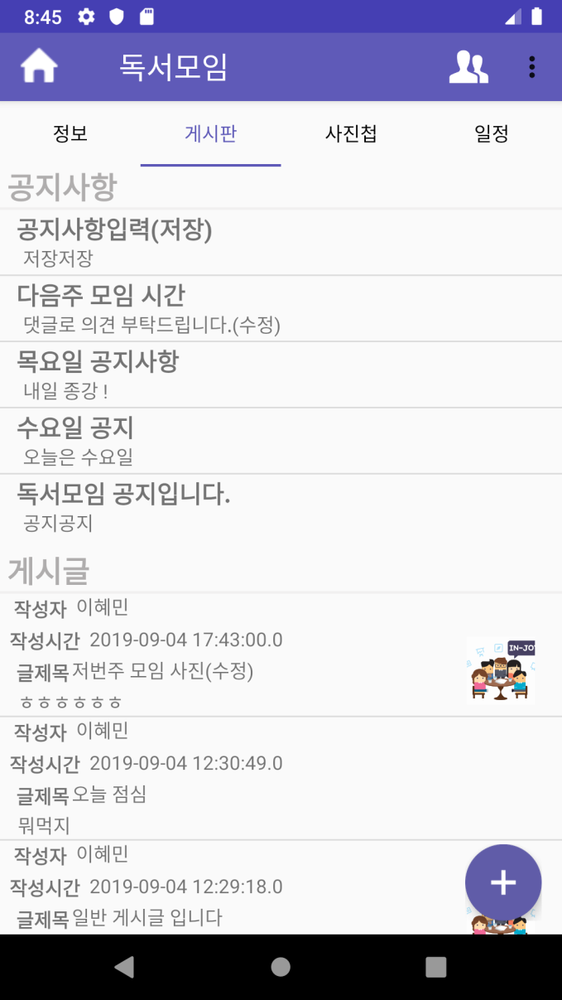 8:45
독서모임
정보 게시판 사진첩 일정
공지사항
공지사항입력(저장)
저장저장
다음주 모임 시간
댓글로 의견 부탁드립니다.(수정)
목요일 공지사항
내일 종강 !
수요일 공지
오늘은 수요일
독서모임 공지입니다.
공지공지
게시글
작성자 이혜민
작성시간 2019-09-04 17:43:00.0
IN-JO
글제목 저번주 모임 사진(수정)
ㅎㅎㅎㅎㅎㅎ
작성자 이혜민
작성시간 2019-09-04 12:30:49.0
글제목 오늘 점심
뭐먹지
작성자 이혜민
작성시간 2019-09-04 12:29:18.0
글제목 일반 게시글 입니다